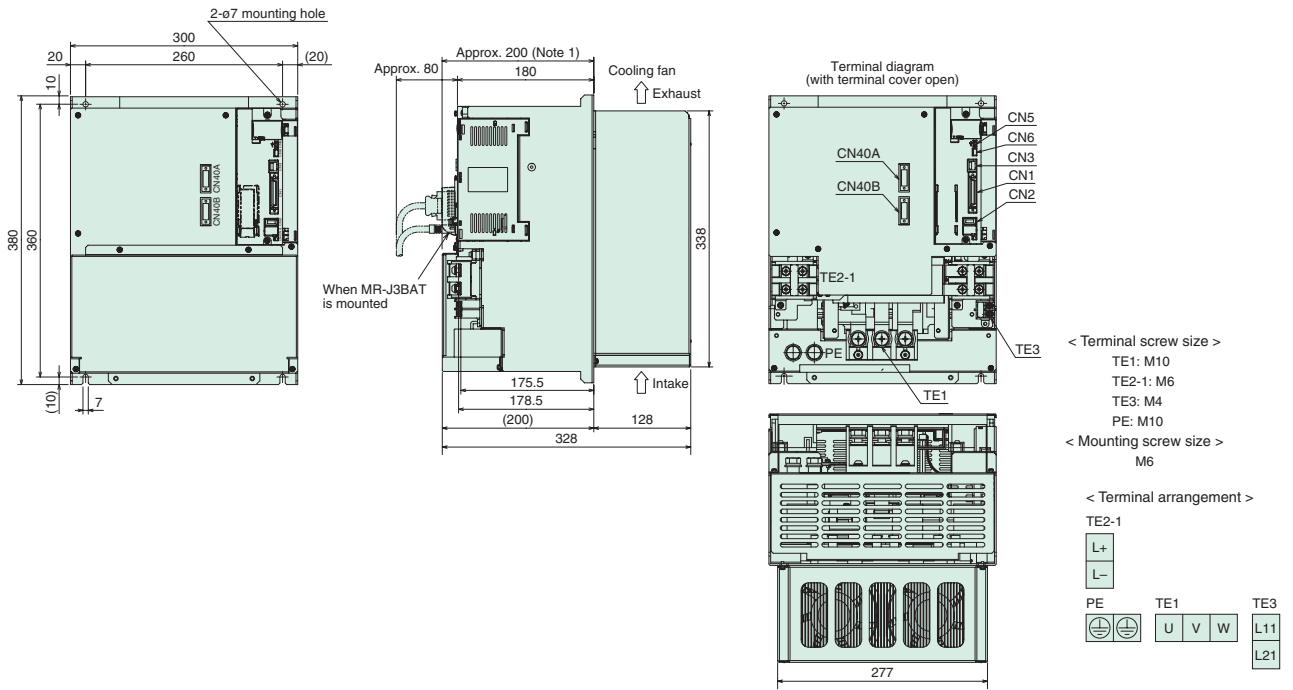 2-ø7 mounting hole
300
20
260
(20)
10
380
360
(10)
7
CN40A
CN40B
Approx. 200 (Note 1)
Approx. 80
180
Cooling fan
Exhaust
338
When MR-J3BAT
is mounted
Intake
175.5
178.5
(200)
128
328
Terminal diagram
(with terminal cover open)
CN5
CN6
CN3
CN1
CN2
CN40A
CN40B
TE2-1
PE
TE3
TE1
277
< Terminal screw size >
TE1: M10
TE2-1: M6
TE3: M4
PE: M10
< Mounting screw size >
M6
< Terminal arrangement >
TE2-1
L+
L–
PE
TE1
TE3
U V W
L11
L21